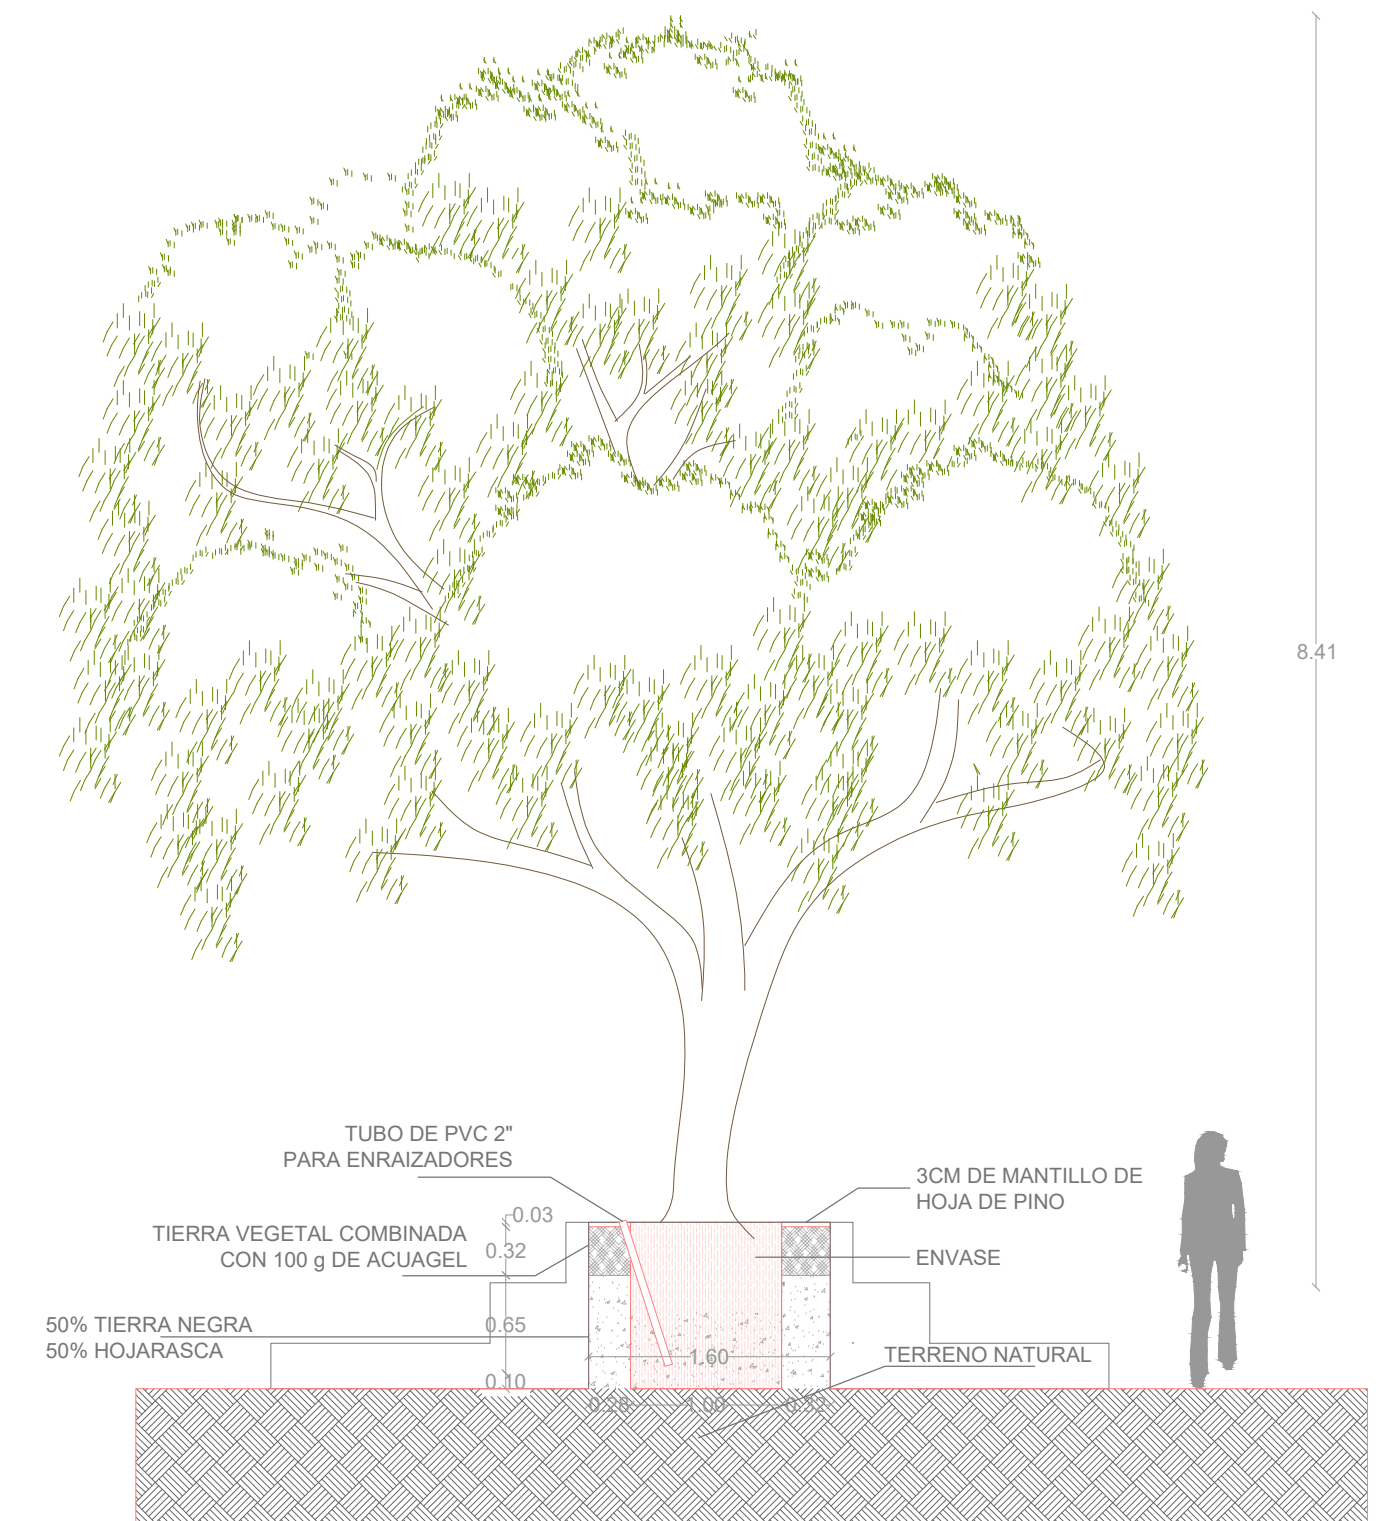 8.41
TUBO DE PVC 2"
PARA ENRAIZADORES
3CM DE MANTILLO DE
HOJA DE PINO
0.03
TIERRA VEGETAL COMBINADA
CON 100 g DE ACUAGEL
0.32
ENVASE
50% TIERRA NEGRA
50% HOJARASCA
0.65
1.60
TERRENO NATURAL
0.10
0.28
1.00
0.32